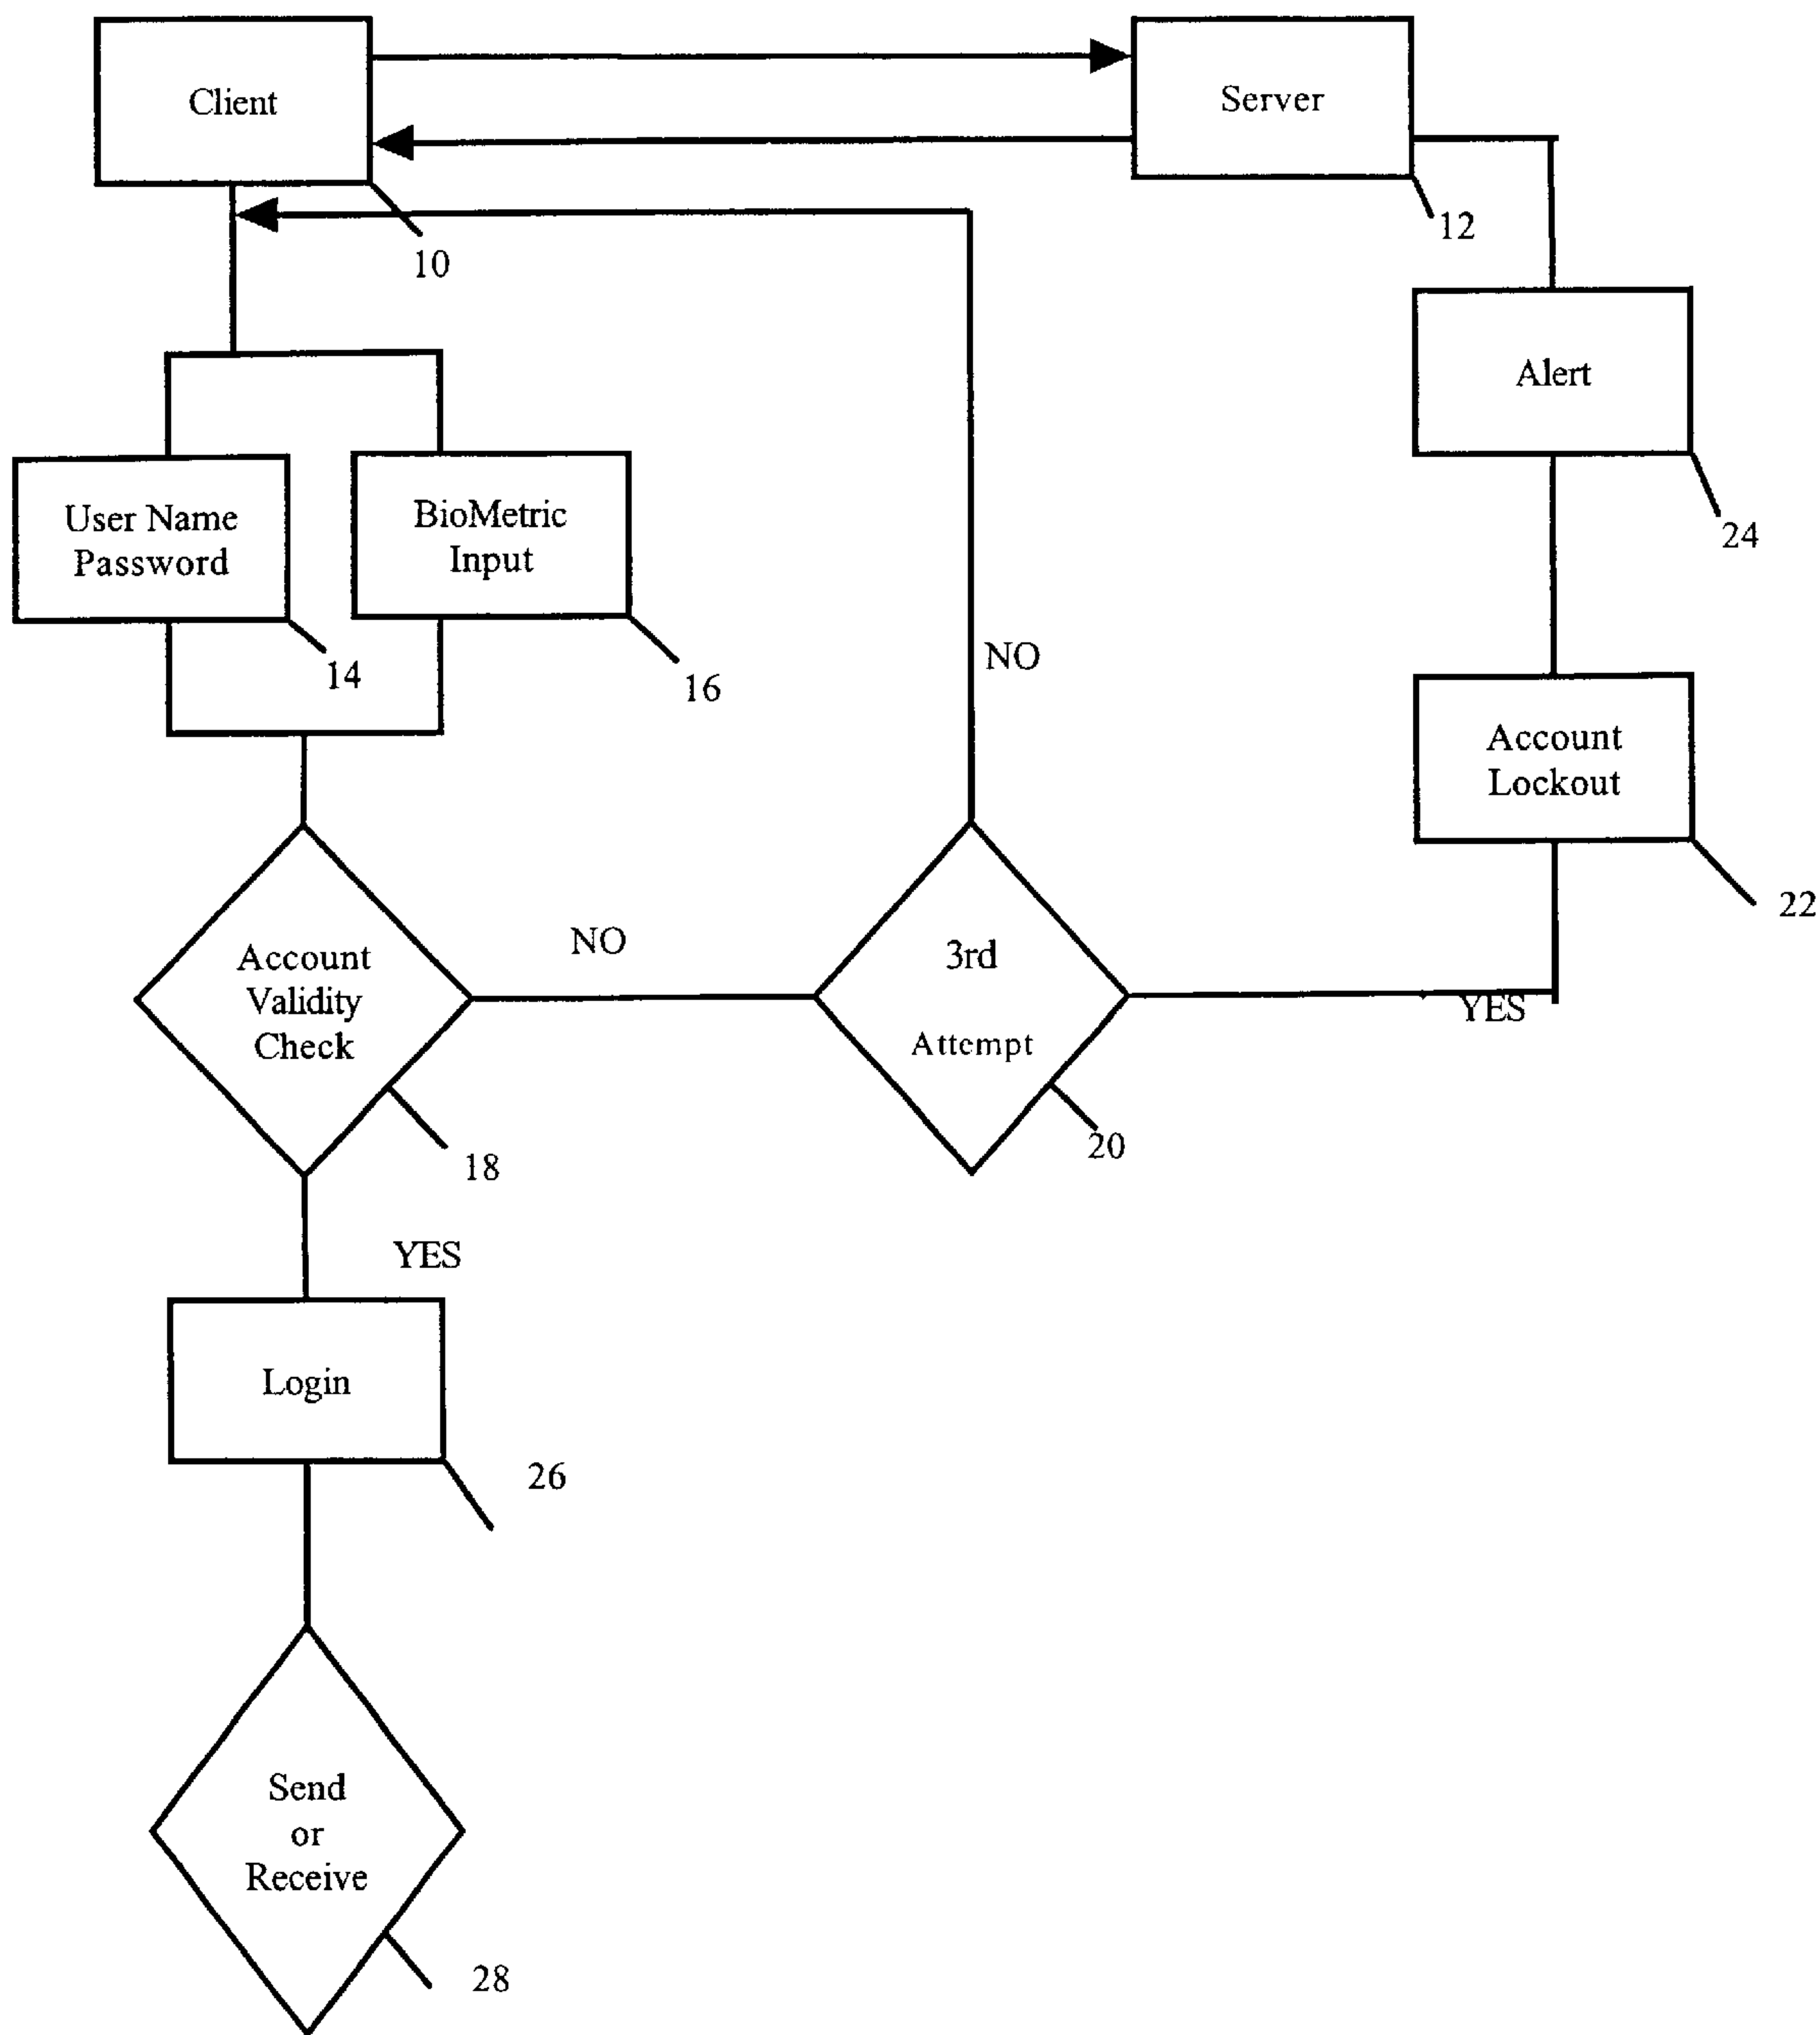 Client
Server
10
12
Alert
24
User Name
Password
14
BioMetric
Input
16
NO
Account
Lockout
22
Account
Validity
Check
18
NO
3rd
Attempt
20
YES
YES
Login
26
Send
or
Receive
28